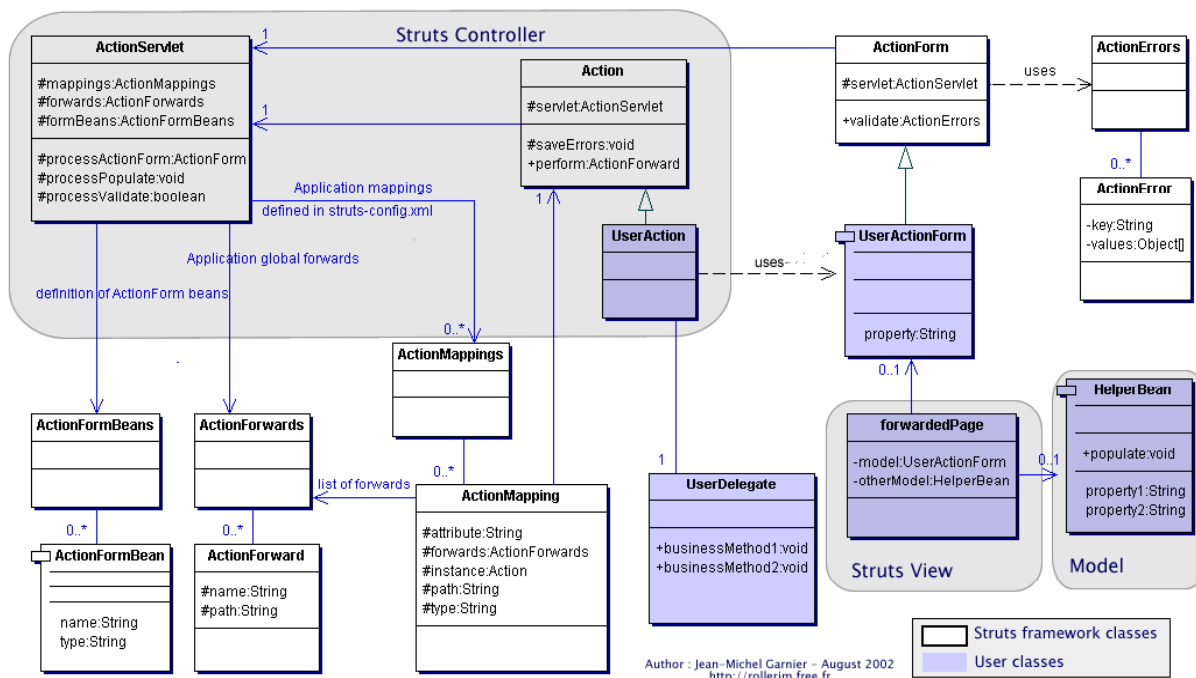 Struts Controller
ActionServlet
#mappings:ActionMappings
#forwards:ActionForwards
#formBeans:ActionFormBeans
#processActionForm:ActionForm
#processPopulate:void
#processValidate:boolean
1
1
Action
#servlet:ActionServlet
#saveErrors:void
+perform:ActionForward
ActionForm
#servlet:ActionServlet
+validate:ActionErrors
uses
ActionErrors
0..*
ActionError
-key:String
-values:Object[]
Application mappings
defined in struts-config.xml
1
UserAction
uses
UserActionForm
property:String
Application global forwards
definition of ActionForm beans
0..*
ActionMappings
0..1
ActionFormBeans
ActionForwards
0..*
list of forwards
ActionMapping
#attribute:String
#forwards:ActionForwards
#instance:Action
#path:String
#type:String
0..*
ActionFormBean
name:String
type:String
0..*
ActionForward
#name:String
#path:String
1
UserDelegate
+businessMethod1:void
+businessMethod2:void
forwardedPage
-model:UserActionForm
-otherModel:HelperBean
Struts View
0..1
HelperBean
+populate:void
property1:String
property2:String
Model
Struts framework classes
User classes
Author : Jean-Michel Garnier - August 2002
http://rollerjm.free.fr